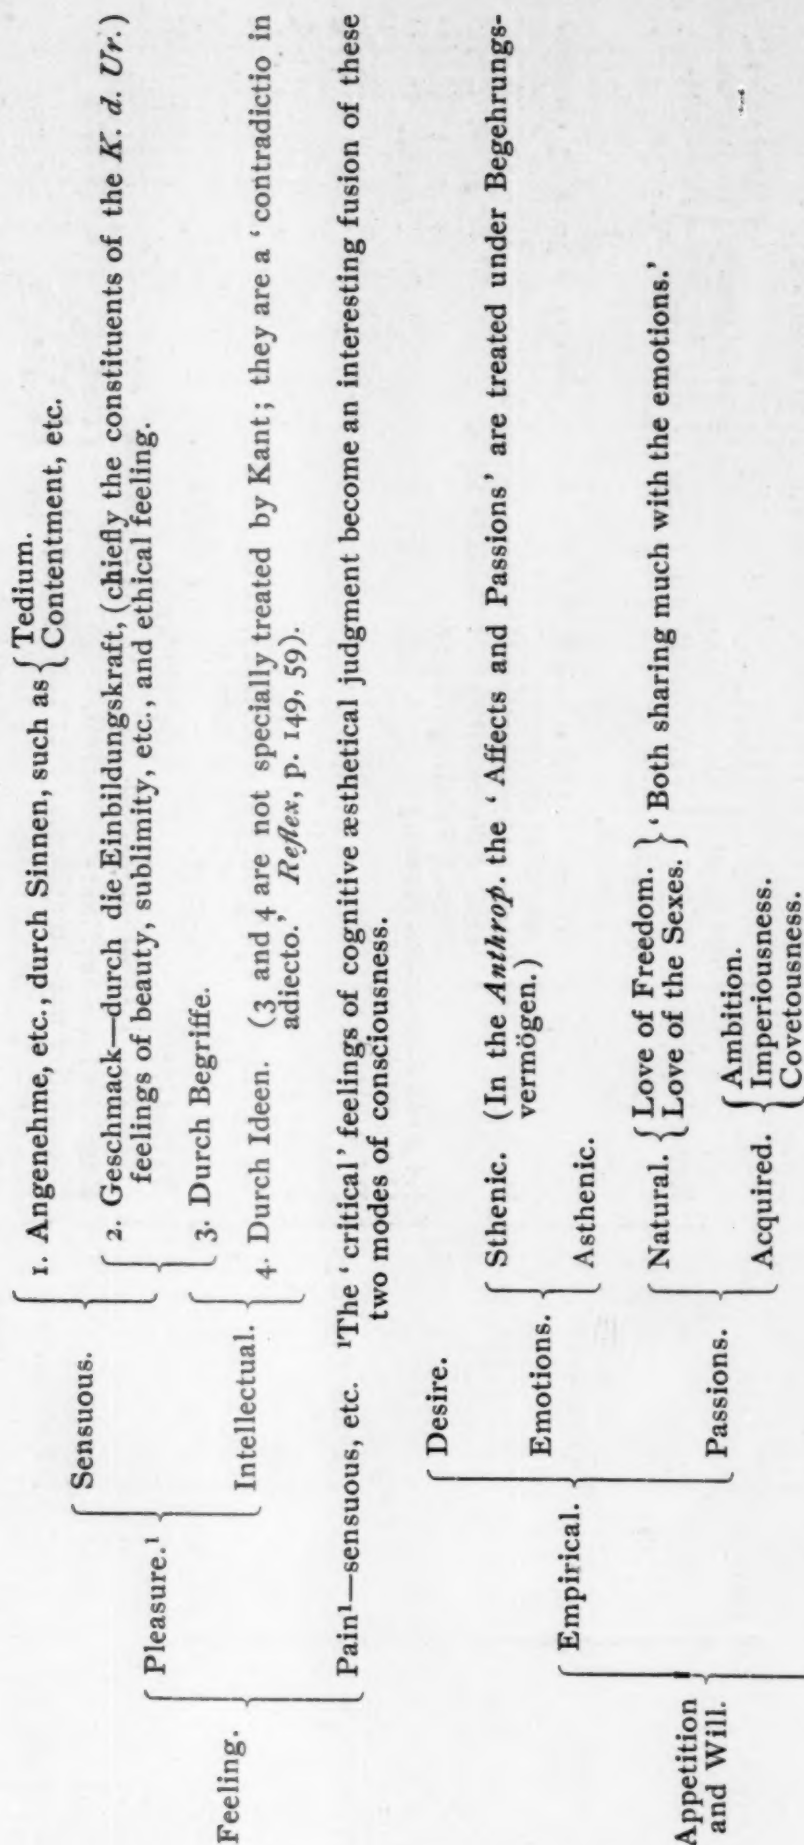 Feeling.
Pleasure.¹
Sensuous.
1. Angenehme, etc., durch Sinnen, such as
Tedium.
Contentment, etc.
2. Geschmack—durch die Einbildungskraft, (chiefly the constituents of the K. d. Ur.)
feelings of beauty, sublimity, etc., and ethical feeling.
Intellectual.
3. Durch Begriffe.
4. Durch Ideen. (3 and 4 are not specially treated by Kant; they are a ‘contradictio in
adiecto.’ Reflex, p. 149, 59).
Pain¹—sensuous, etc. ¹The ‘critical’ feelings of cognitive æsthetical judgment become an interesting fusion of these
two modes of consciousness.
Appetition
and Will.
Empirical.
Desire.
Emotions.
Sthenic. (In the Anthrop. the ‘Affects and Passions’ are treated under Begehrungs-
vermögen.)
Asthenic.
Passions.
Natural.
Love of Freedom.
Love of the Sexes.
‘Both sharing much with the emotions.’
Acquired.
Ambition.
Imperiousness.
Covetousness.